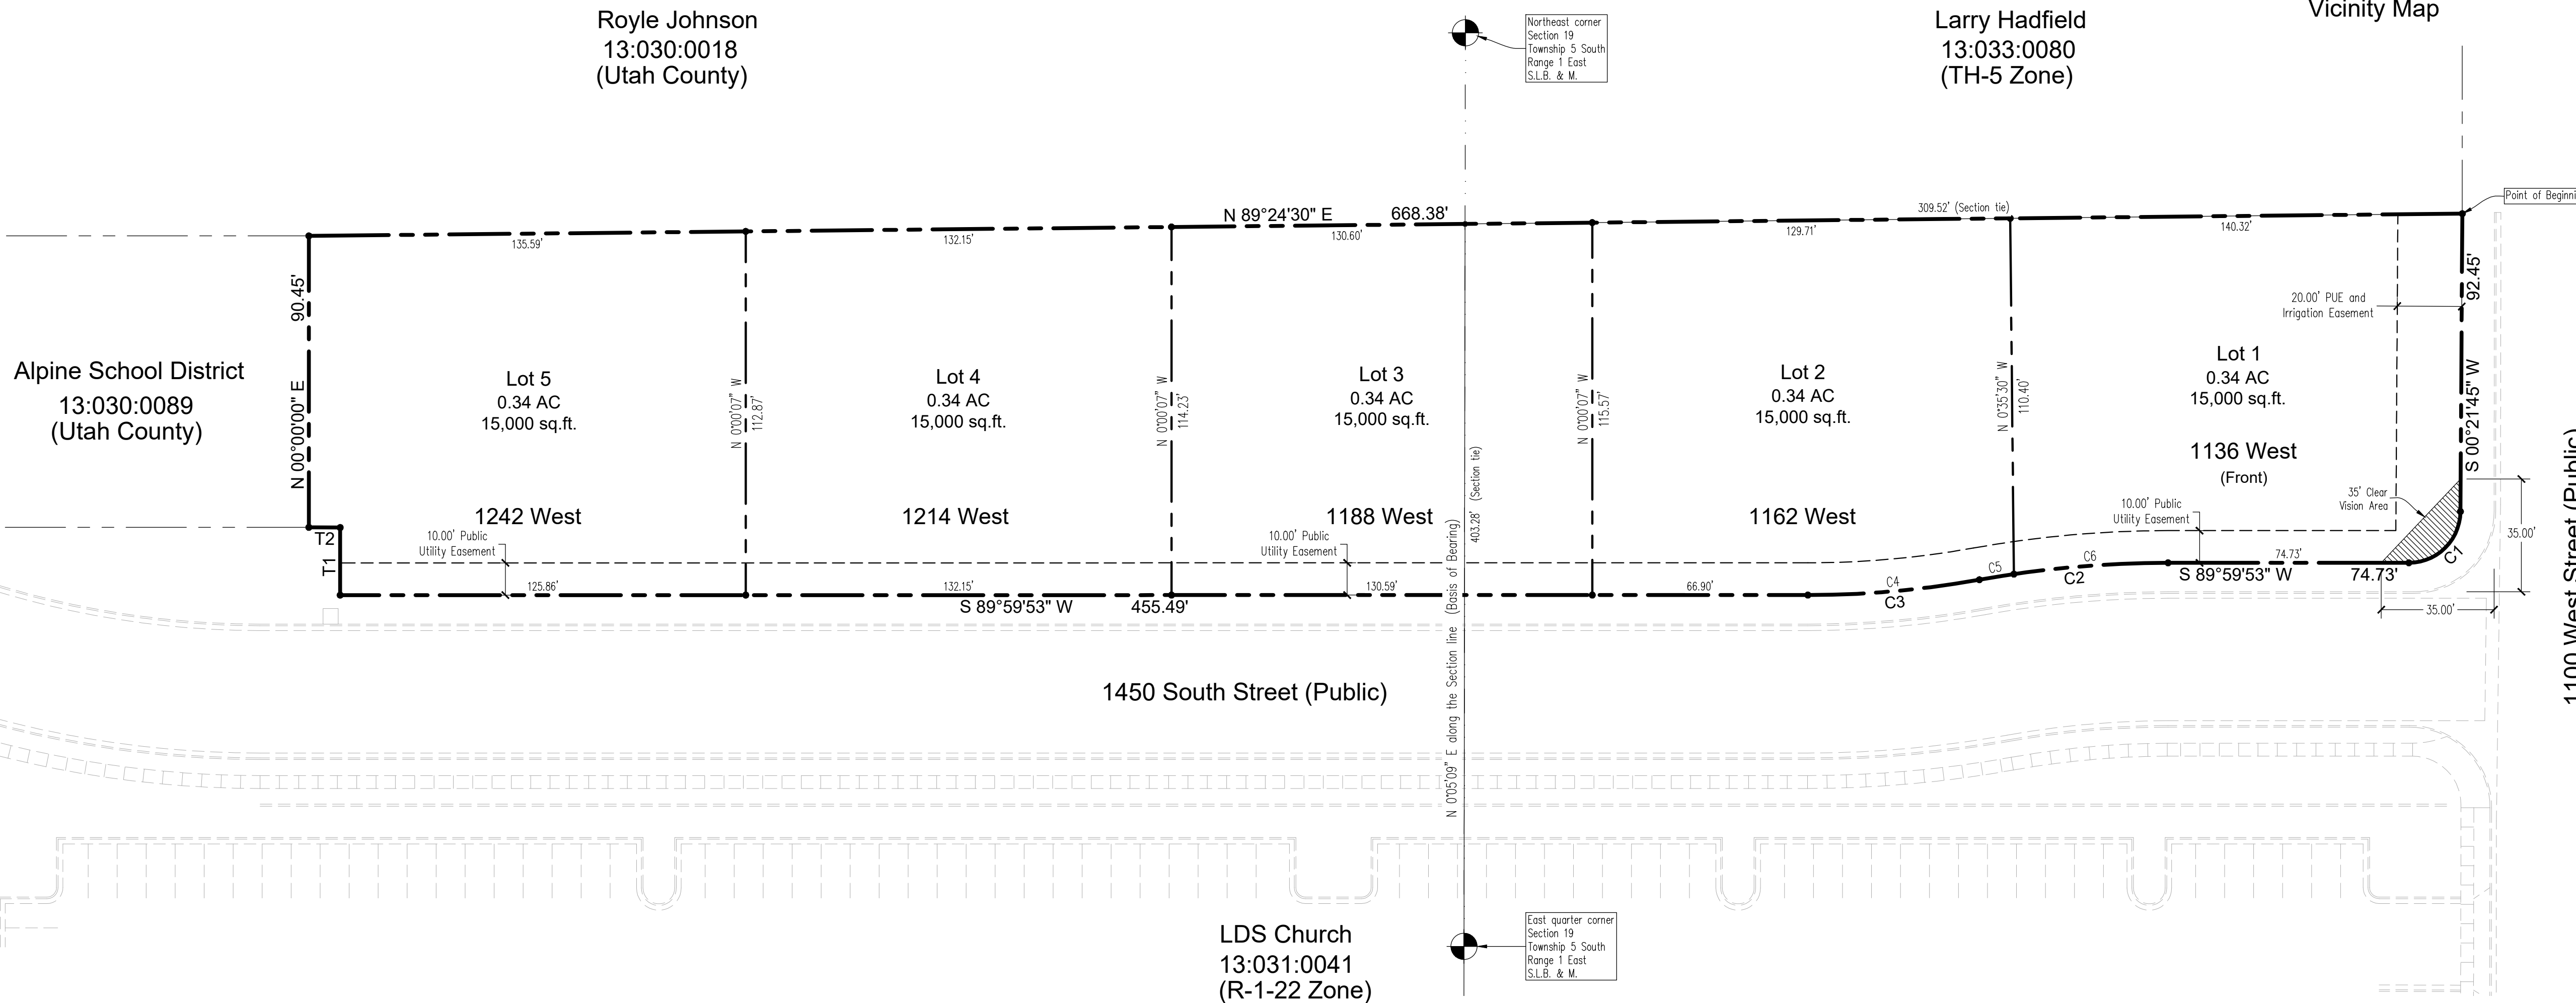 Royle Johnson
13:030:0018
(Utah County)
Northeast corner
Section 19
Township 5 South
Range 1 East
S.L.B. & M.
Larry Hadfield
13:033:0080
(TH-5 Zone)
Vicinity Map
N 89°24'30" E
668.38'
309.52' (Section tie)
135.59'
132.15'
130.60'
129.71'
140.32'
90.45'
N 00°00'00" E
92.45'
S 00°21'45" W
20.00' PUE and
Irrigation Easement
Alpine School District
13:030:0089
(Utah County)
Lot 5
0.34 AC
15,000 sq.ft.
1242 West
N 0°00'07" W
112.87'
Lot 4
0.34 AC
15,000 sq.ft.
1214 West
N 0°00'07" W
114.23'
Lot 3
0.34 AC
15,000 sq.ft.
1188 West
N 0°00'07" W
115.57'
Lot 2
0.34 AC
15,000 sq.ft.
1162 West
N 0°35'30" W
110.40'
Lot 1
0.34 AC
15,000 sq.ft.
1136 West
(Front)
35' Clear
Vision Area
35.00'
35.00'
10.00' Public
Utility Easement
10.00' Public
Utility Easement
10.00' Public
Utility Easement
T2
T1
125.86'
132.15'
130.59'
66.90'
C4
C3
C5
C6
C2
74.73'
S 89°59'53" W
74.73'
C1
S 89°59'53" W
455.49'
403.28' (Section tie)
N 0°05'09" E along the Section line (Basis of Bearing)
1450 South Street (Public)
1100 West Street (Public)
East quarter corner
Section 19
Township 5 South
Range 1 East
S.L.B. & M.
LDS Church
13:031:0041
(R-1-22 Zone)
Point of